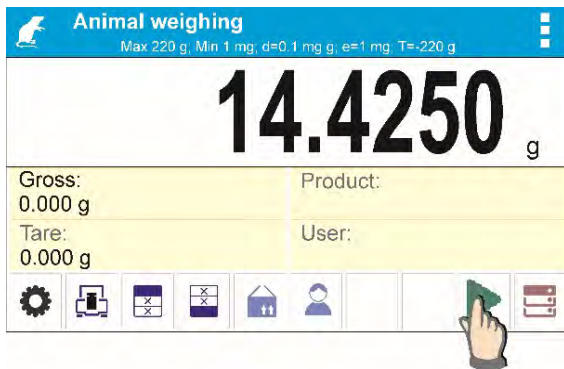 Animal weighing
Max 220 g; Min 1 mg; d=0.1 mg g; e=1 mg; T=-220 g
14.4250 g
Gross:
0.000 g
Product:
Tare:
0.000 g
User: